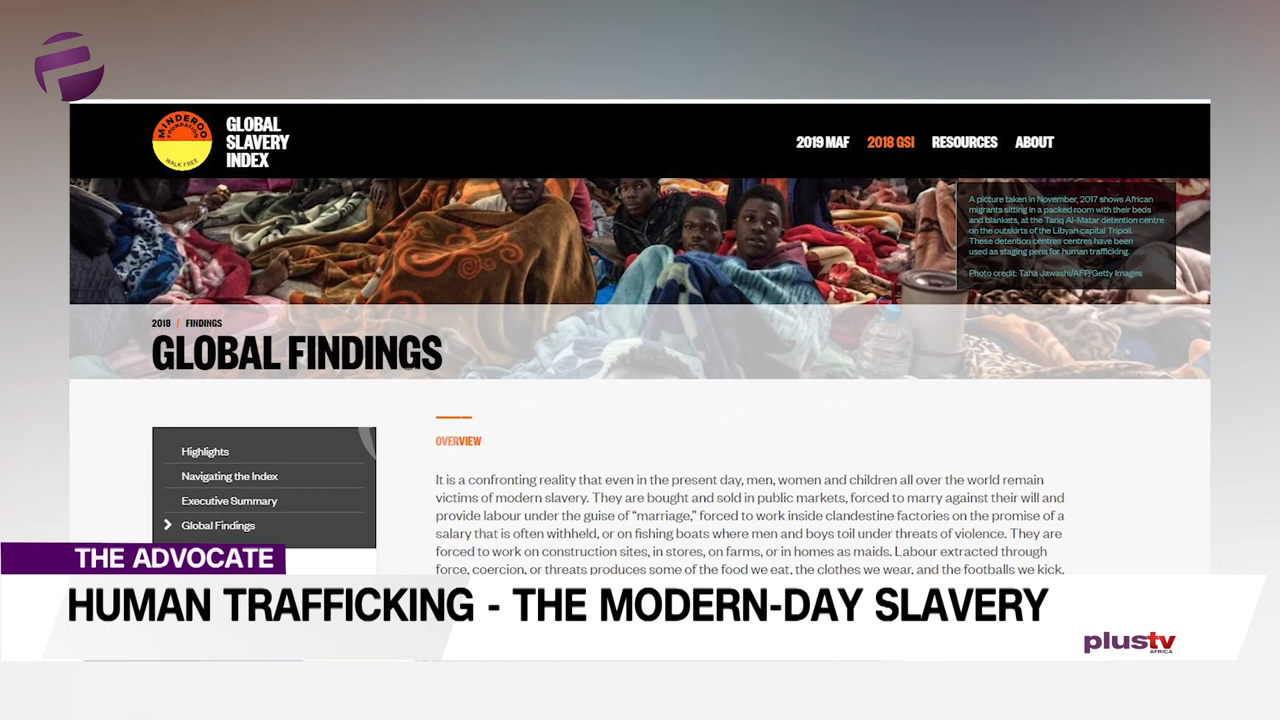 MINDEROO
FOUNDATION
WALK FREE
GLOBAL
SLAVERY
INDEX
2019 MAF
2018 GSI
RESOURCES
ABOUT
A picture taken in November, 2017 shows African
migrants sitting in a packed room with their beds
and blankets, at the Tariq Al-Matar detention centre
on the outskirts of the Libyan capital Tripoli.
These detention centres centres have been
used as staging pens for human trafficking.
Photo credit: Taha Jawashi/AFP/Getty Images
2018 / FINDINGS
GLOBAL FINDINGS
Highlights
Navigating the Index
Executive Summary
Global Findings
OVERVIEW
It is a confronting reality that even in the present day, men, women and children all over the world remain
victims of modern slavery. They are bought and sold in public markets, forced to marry against their will and
provide labour under the guise of “marriage,” forced to work inside clandestine factories on the promise of a
salary that is often withheld, or on fishing boats where men and boys toil under threats of violence. They are
forced to work on construction sites, in stores, on farms, or in homes as maids. Labour extracted through
force, coercion, or threats produces some of the food we eat, the clothes we wear, and the footballs we kick.
THE ADVOCATE
HUMAN TRAFFICKING - THE MODERN-DAY SLAVERY
plustv
AFRICA